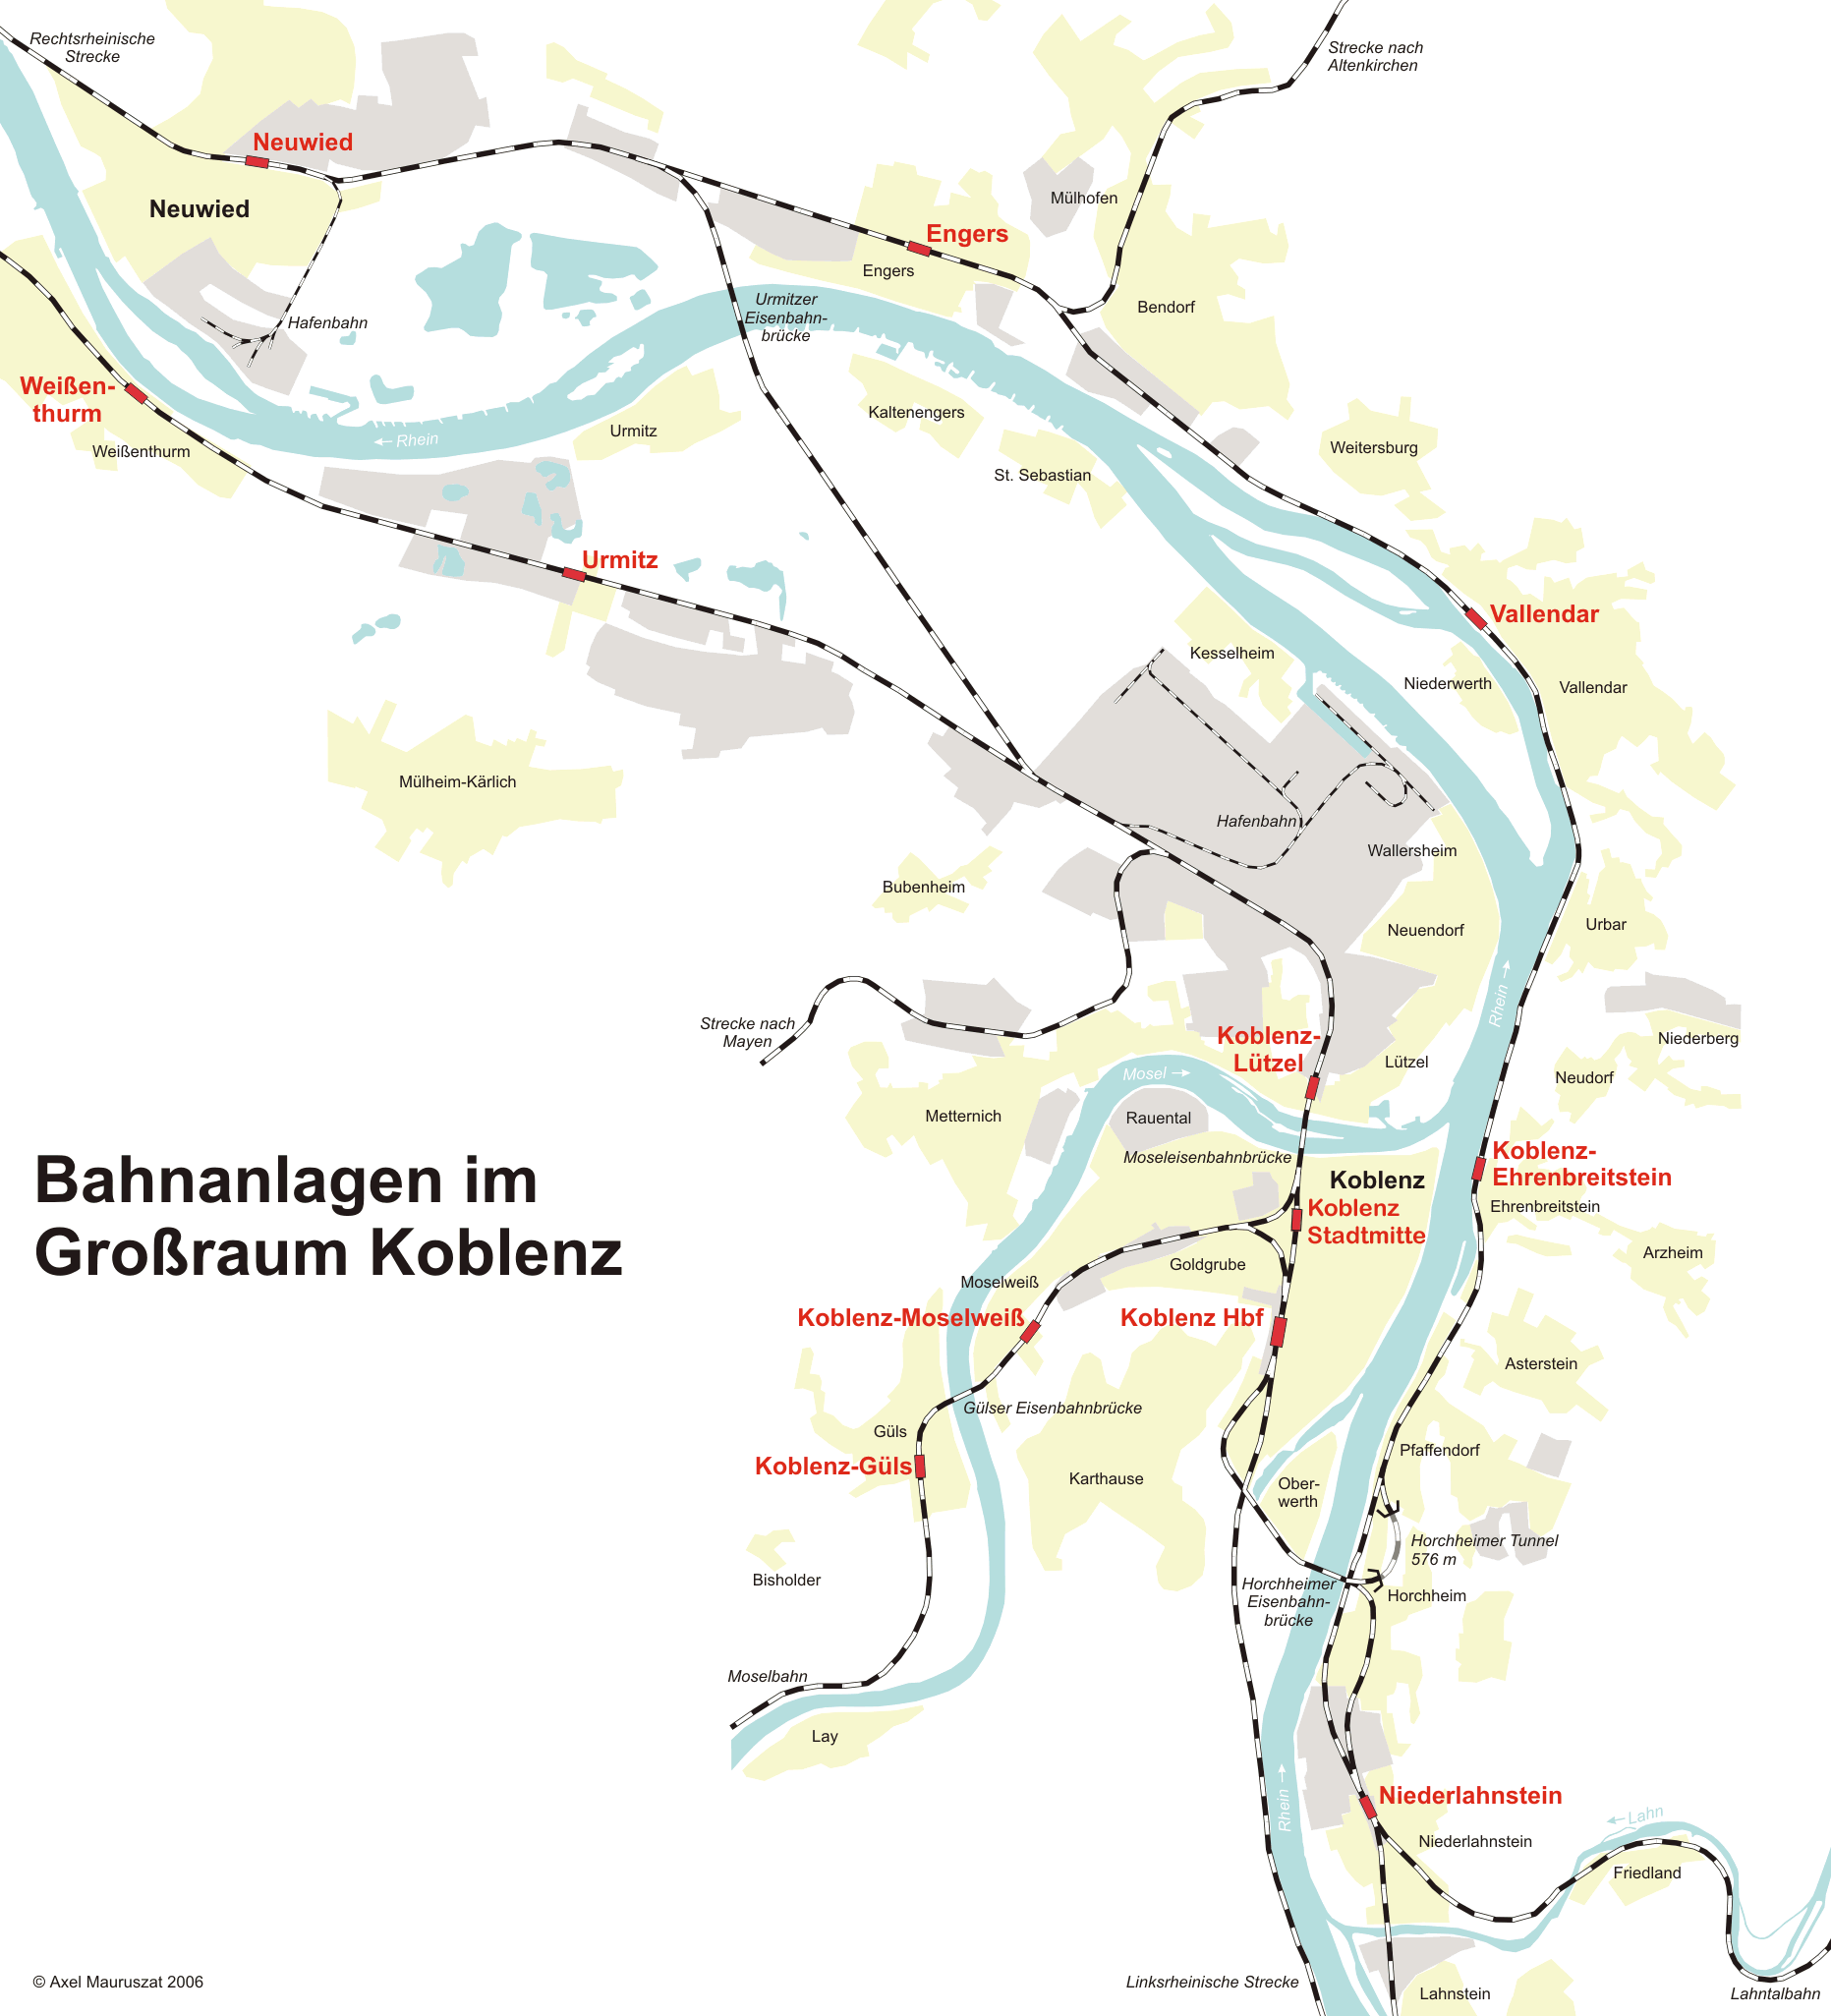 Rechtsrheinische
Strecke
Strecke nach
Altenkirchen
Neuwied
Neuwied
Mülhofen
Engers
Engers
Bendorf
Hafenbahn
Urmitzer
Eisenbahn-
brücke
Weißen-
thurm
Weißenthurm
← Rhein
Urmitz
Kaltenengers
St. Sebastian
Weitersburg
Urmitz
Vallendar
Kesselheim
Niederwerth
Vallendar
Mülheim-Kärlich
Hafenbahn
Wallersheim
Bubenheim
Neuendorf
Urbar
Rhein →
Strecke nach
Mayen
Koblenz-
Lützel
Lützel
Niederberg
Neudorf
Mosel →
Metternich
Rauental
Moseleisenbahnbrücke
Koblenz
Koblenz-
Ehrenbreitstein
Ehrenbreitstein
Koblenz
Stadtmitte
Bahnanlagen im
Großraum Koblenz
Arzheim
Goldgrube
Moselweiß
Koblenz-Moselweiß
Koblenz Hbf
Asterstein
Gülser Eisenbahnbrücke
Güls
Koblenz-Güls
Pfaffendorf
Karthause
Ober-
werth
Horchheimer Tunnel
576 m
Bisholder
Horchheimer
Eisenbahn-
brücke
Horchheim
Moselbahn
Lay
Rhein →
Niederlahnstein
← Lahn
Niederlahnstein
Friedland
© Axel Mauruszat 2006
Linksrheinische Strecke
Lahnstein
Lahntalbahn